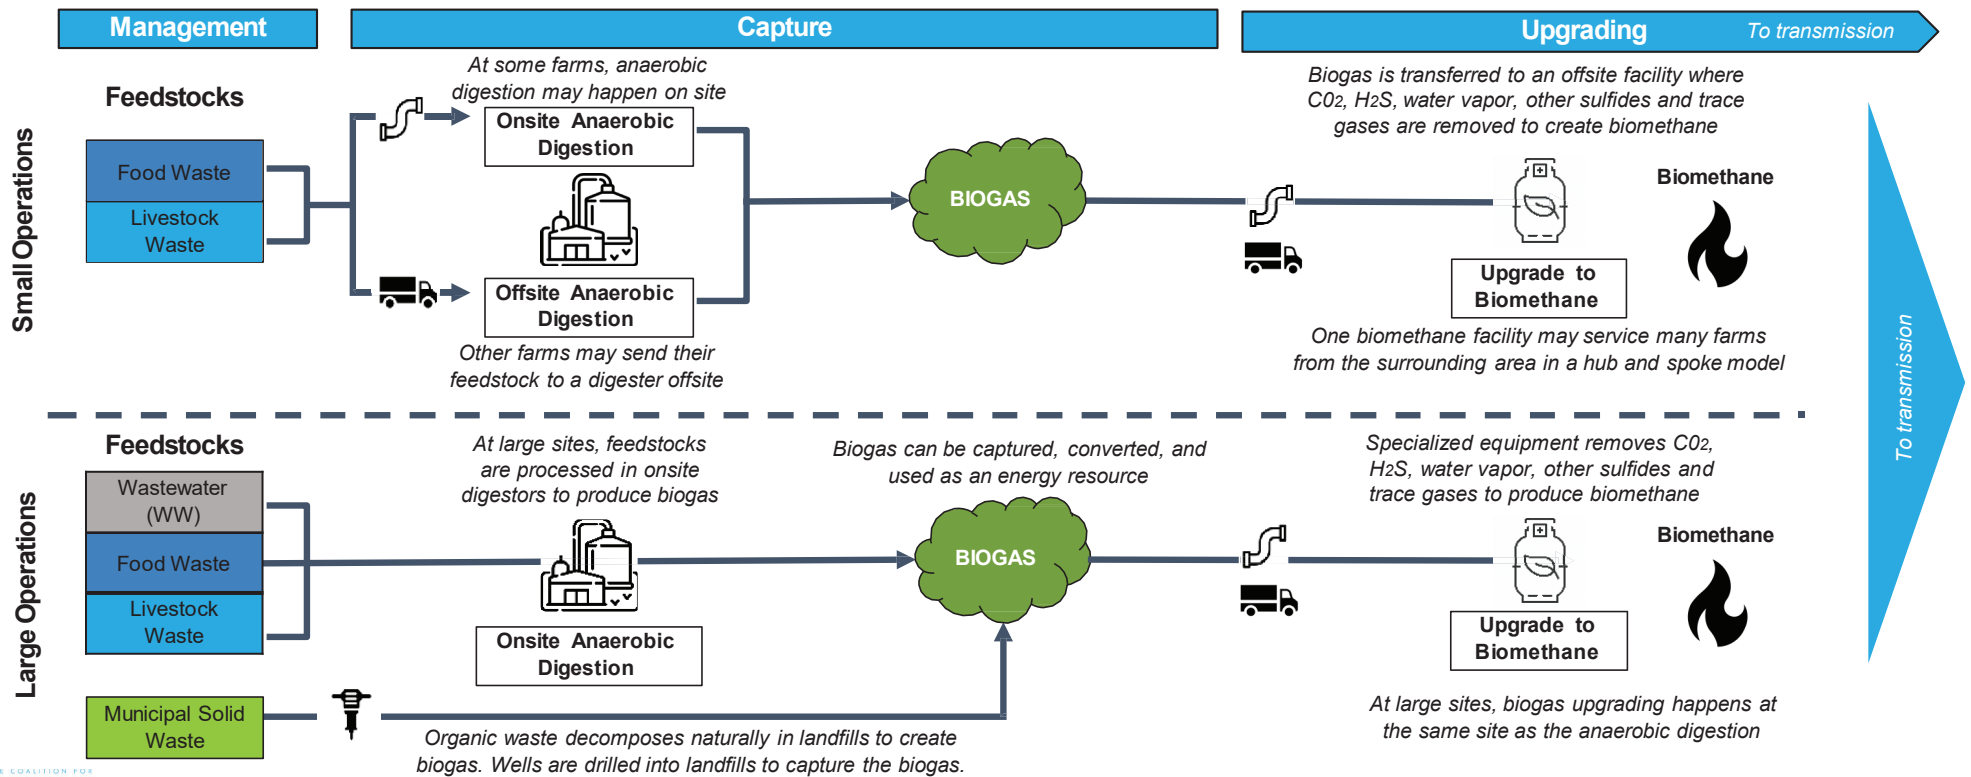 Management
Capture
Upgrading
To transmission
Small Operations
Feedstocks
Food Waste
Livestock
Waste
At some farms, anaerobic
digestion may happen on site
Onsite Anaerobic
Digestion
Offsite Anaerobic
Digestion
Other farms may send their
feedstock to a digester offsite
BIOGAS
Biogas is transferred to an offsite facility where
C02, H2S, water vapor, other sulfides and trace
gases are removed to create biomethane
Biomethane
Upgrade to
Biomethane
One biomethane facility may service many farms
from the surrounding area in a hub and spoke model
To transmission
Large Operations
Feedstocks
Wastewater
(WW)
Food Waste
Livestock
Waste
Municipal Solid
Waste
At large sites, feedstocks
are processed in onsite
digestors to produce biogas
Onsite Anaerobic
Digestion
Organic waste decomposes naturally in landfills to create
biogas. Wells are drilled into landfills to capture the biogas.
Biogas can be captured, converted, and
used as an energy resource
BIOGAS
Specialized equipment removes C02,
H2S, water vapor, other sulfides and
trace gases to produce biomethane
Biomethane
Upgrade to
Biomethane
At large sites, biogas upgrading happens at
the same site as the anaerobic digestion
E COALITION FOR